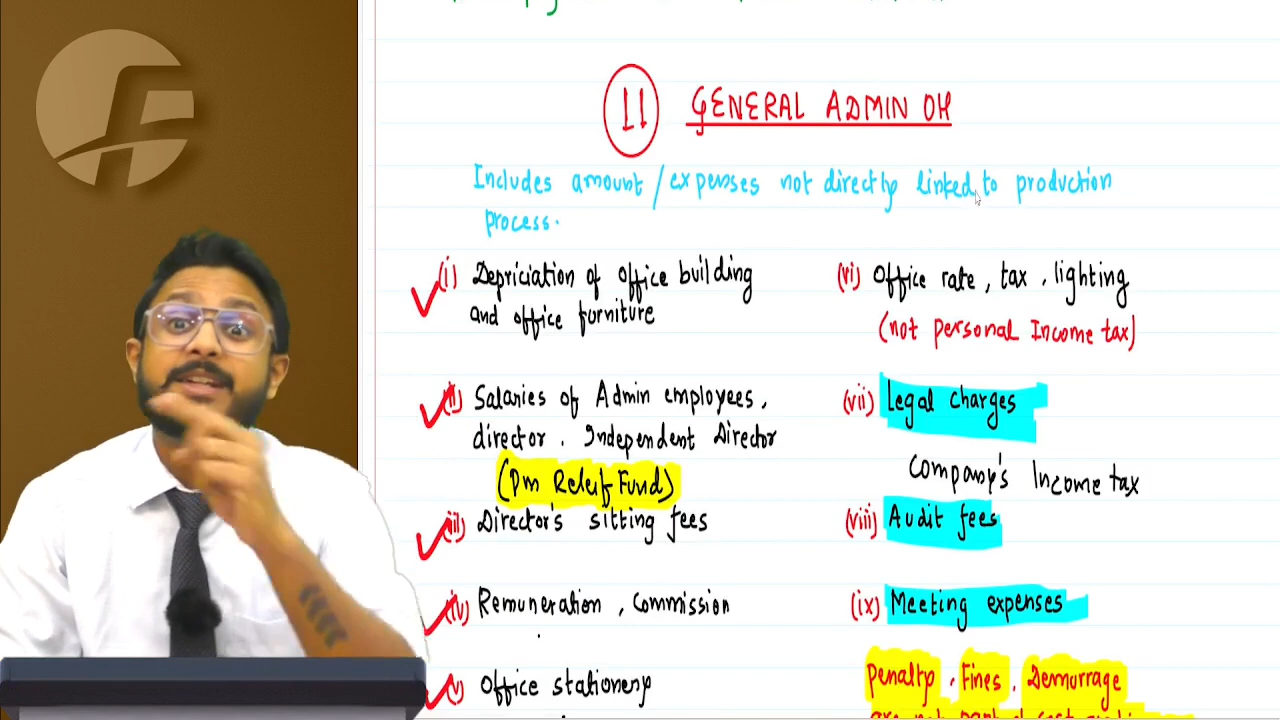 11 GENERAL ADMIN OH
Includes amount / expenses not directly linked to production
process.
(i) Depriciation of office building
and office furniture
(ii) Salaries of Admin employees,
director. Independent Director
(Pm Releif Fund)
(iii) Director's sitting fees
(iv) Remuneration, Commission
(v) Office stationery
(vi) Office rate, tax, lighting
(not personal Income tax)
(vii) Legal charges
Company's Income tax
(viii) Audit fees
(ix) Meeting expenses
Penalty, Fines, Demurrage